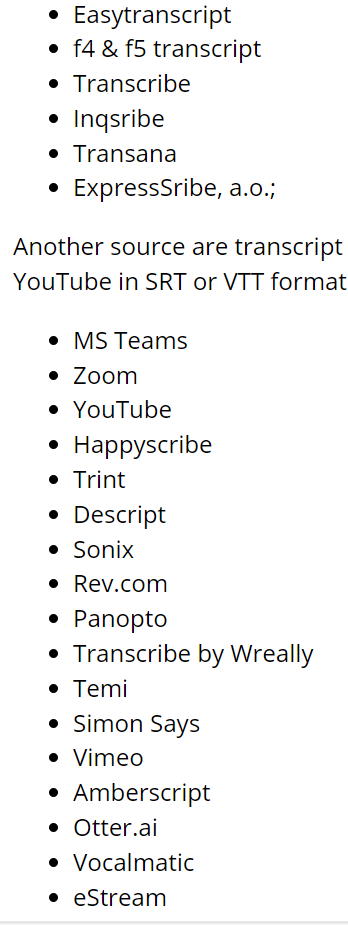 • Easytranscript
• f4 & f5 transcript
• Transcribe
• Inqsribe
• Transana
• ExpressSribe, a.o.;
Another source are transcript
YouTube in SRT or VTT format
• MS Teams
• Zoom
• YouTube
• Happyscribe
• Trint
• Descript
• Sonix
• Rev.com
• Panopto
• Transcribe by Wreally
• Temi
• Simon Says
• Vimeo
• Amberscript
• Otter.ai
• Vocalmatic
• eStream